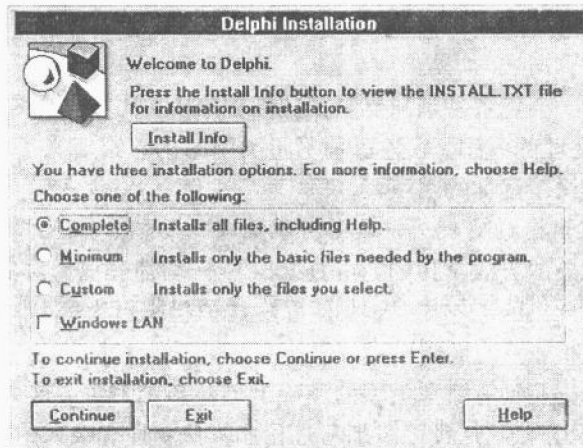 Delphi Installation
Welcome to Delphi.
Press the Install Info button to view the INSTALL.TXT file
for information on installation.
Install Info
You have three installation options. For more information, choose Help.
Choose one of the following:
Complete Installs all files, including Help.
Minimum Installs only the basic files needed by the program.
Custom Installs only the files you select.
Windows LAN
To continue installation, choose Continue or press Enter.
To exit installation, choose Exit.
Continue Exit Help